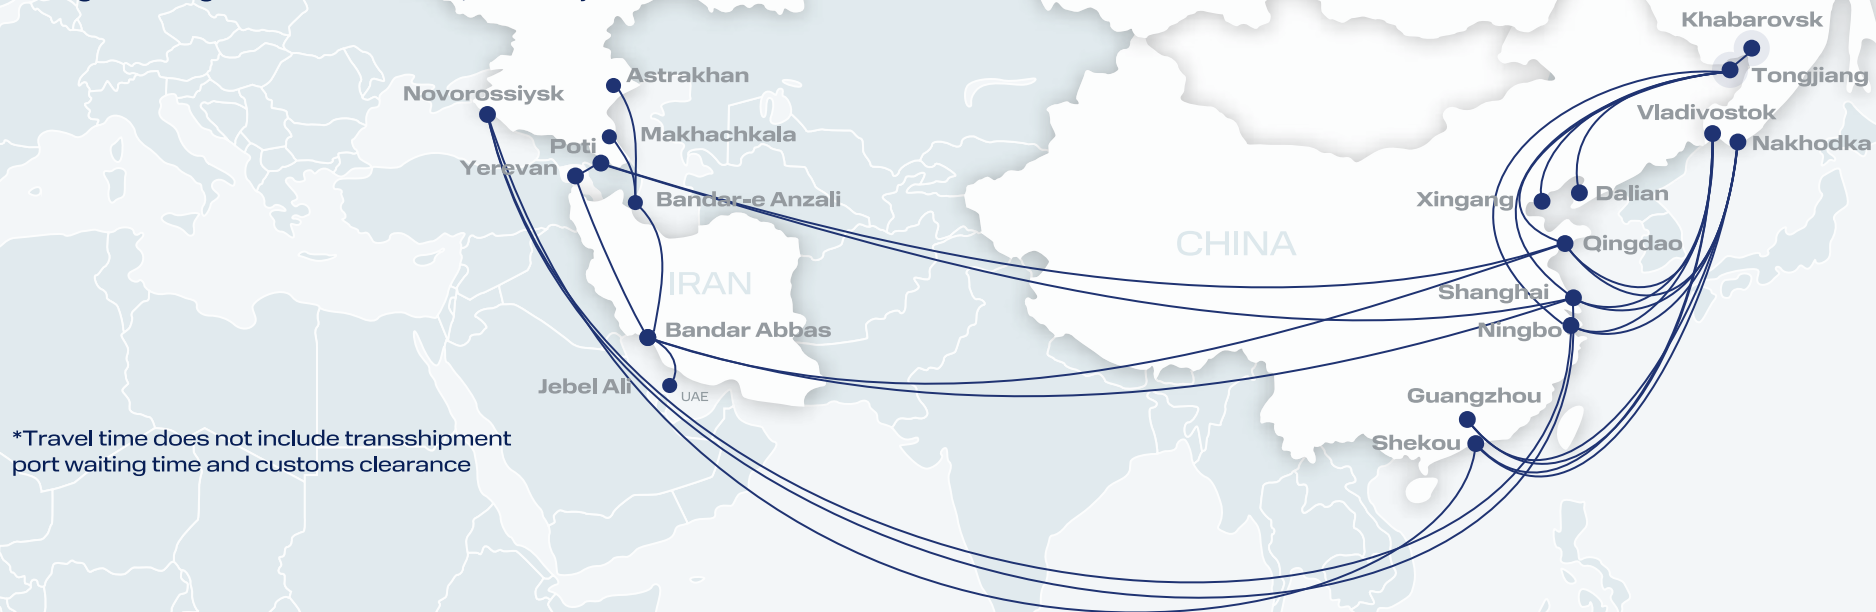 Khabarovsk
Astrakhan
Tongjiang
Novorossiysk
Vladivostok
Makhachkala
Nakhodka
Poti
Yerevan
Bandar-e Anzali
Xingang
Dalian
CHINA
Qingdao
IRAN
Shanghai
Bandar Abbas
Ningbo
Jebel Ali
UAE
Guangzhou
*Travel time does not include transshipment
port waiting time and customs clearance
Shekou